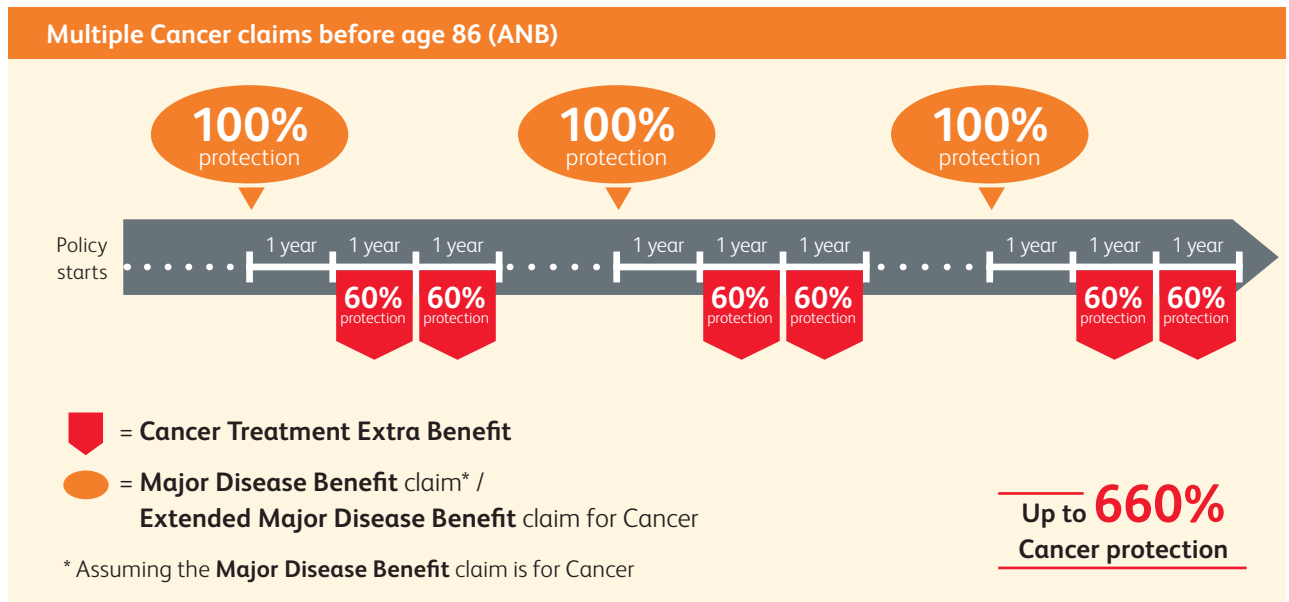 Multiple Cancer claims before age 86 (ANB)
100%
protection
100%
protection
100%
protection
Policy
starts
1 year
1 year
1 year
1 year
1 year
1 year
1 year
1 year
1 year
60%
protection
60%
protection
60%
protection
60%
protection
60%
protection
60%
protection
= Cancer Treatment Extra Benefit
= Major Disease Benefit claim* /
Extended Major Disease Benefit claim for Cancer
* Assuming the Major Disease Benefit claim is for Cancer
Up to 660%
Cancer protection